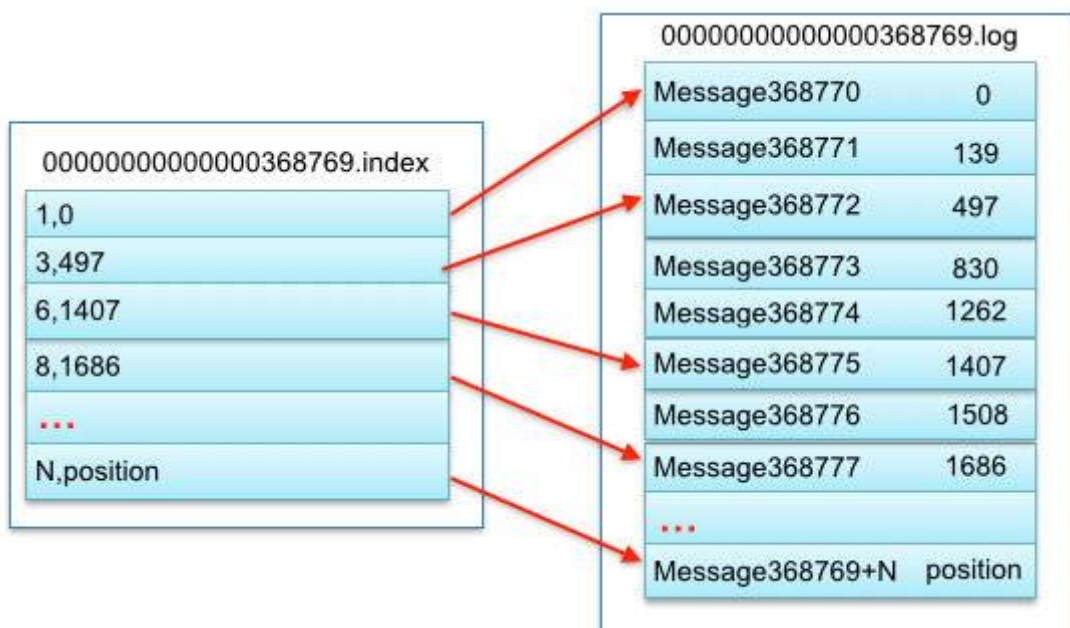 00000000000000368769.index
1,0
3,497
6,1407
8,1686
...
N,position
00000000000000368769.log
Message368770 0
Message368771 139
Message368772 497
Message368773 830
Message368774 1262
Message368775 1407
Message368776 1508
Message368777 1686
...
Message368769+N position